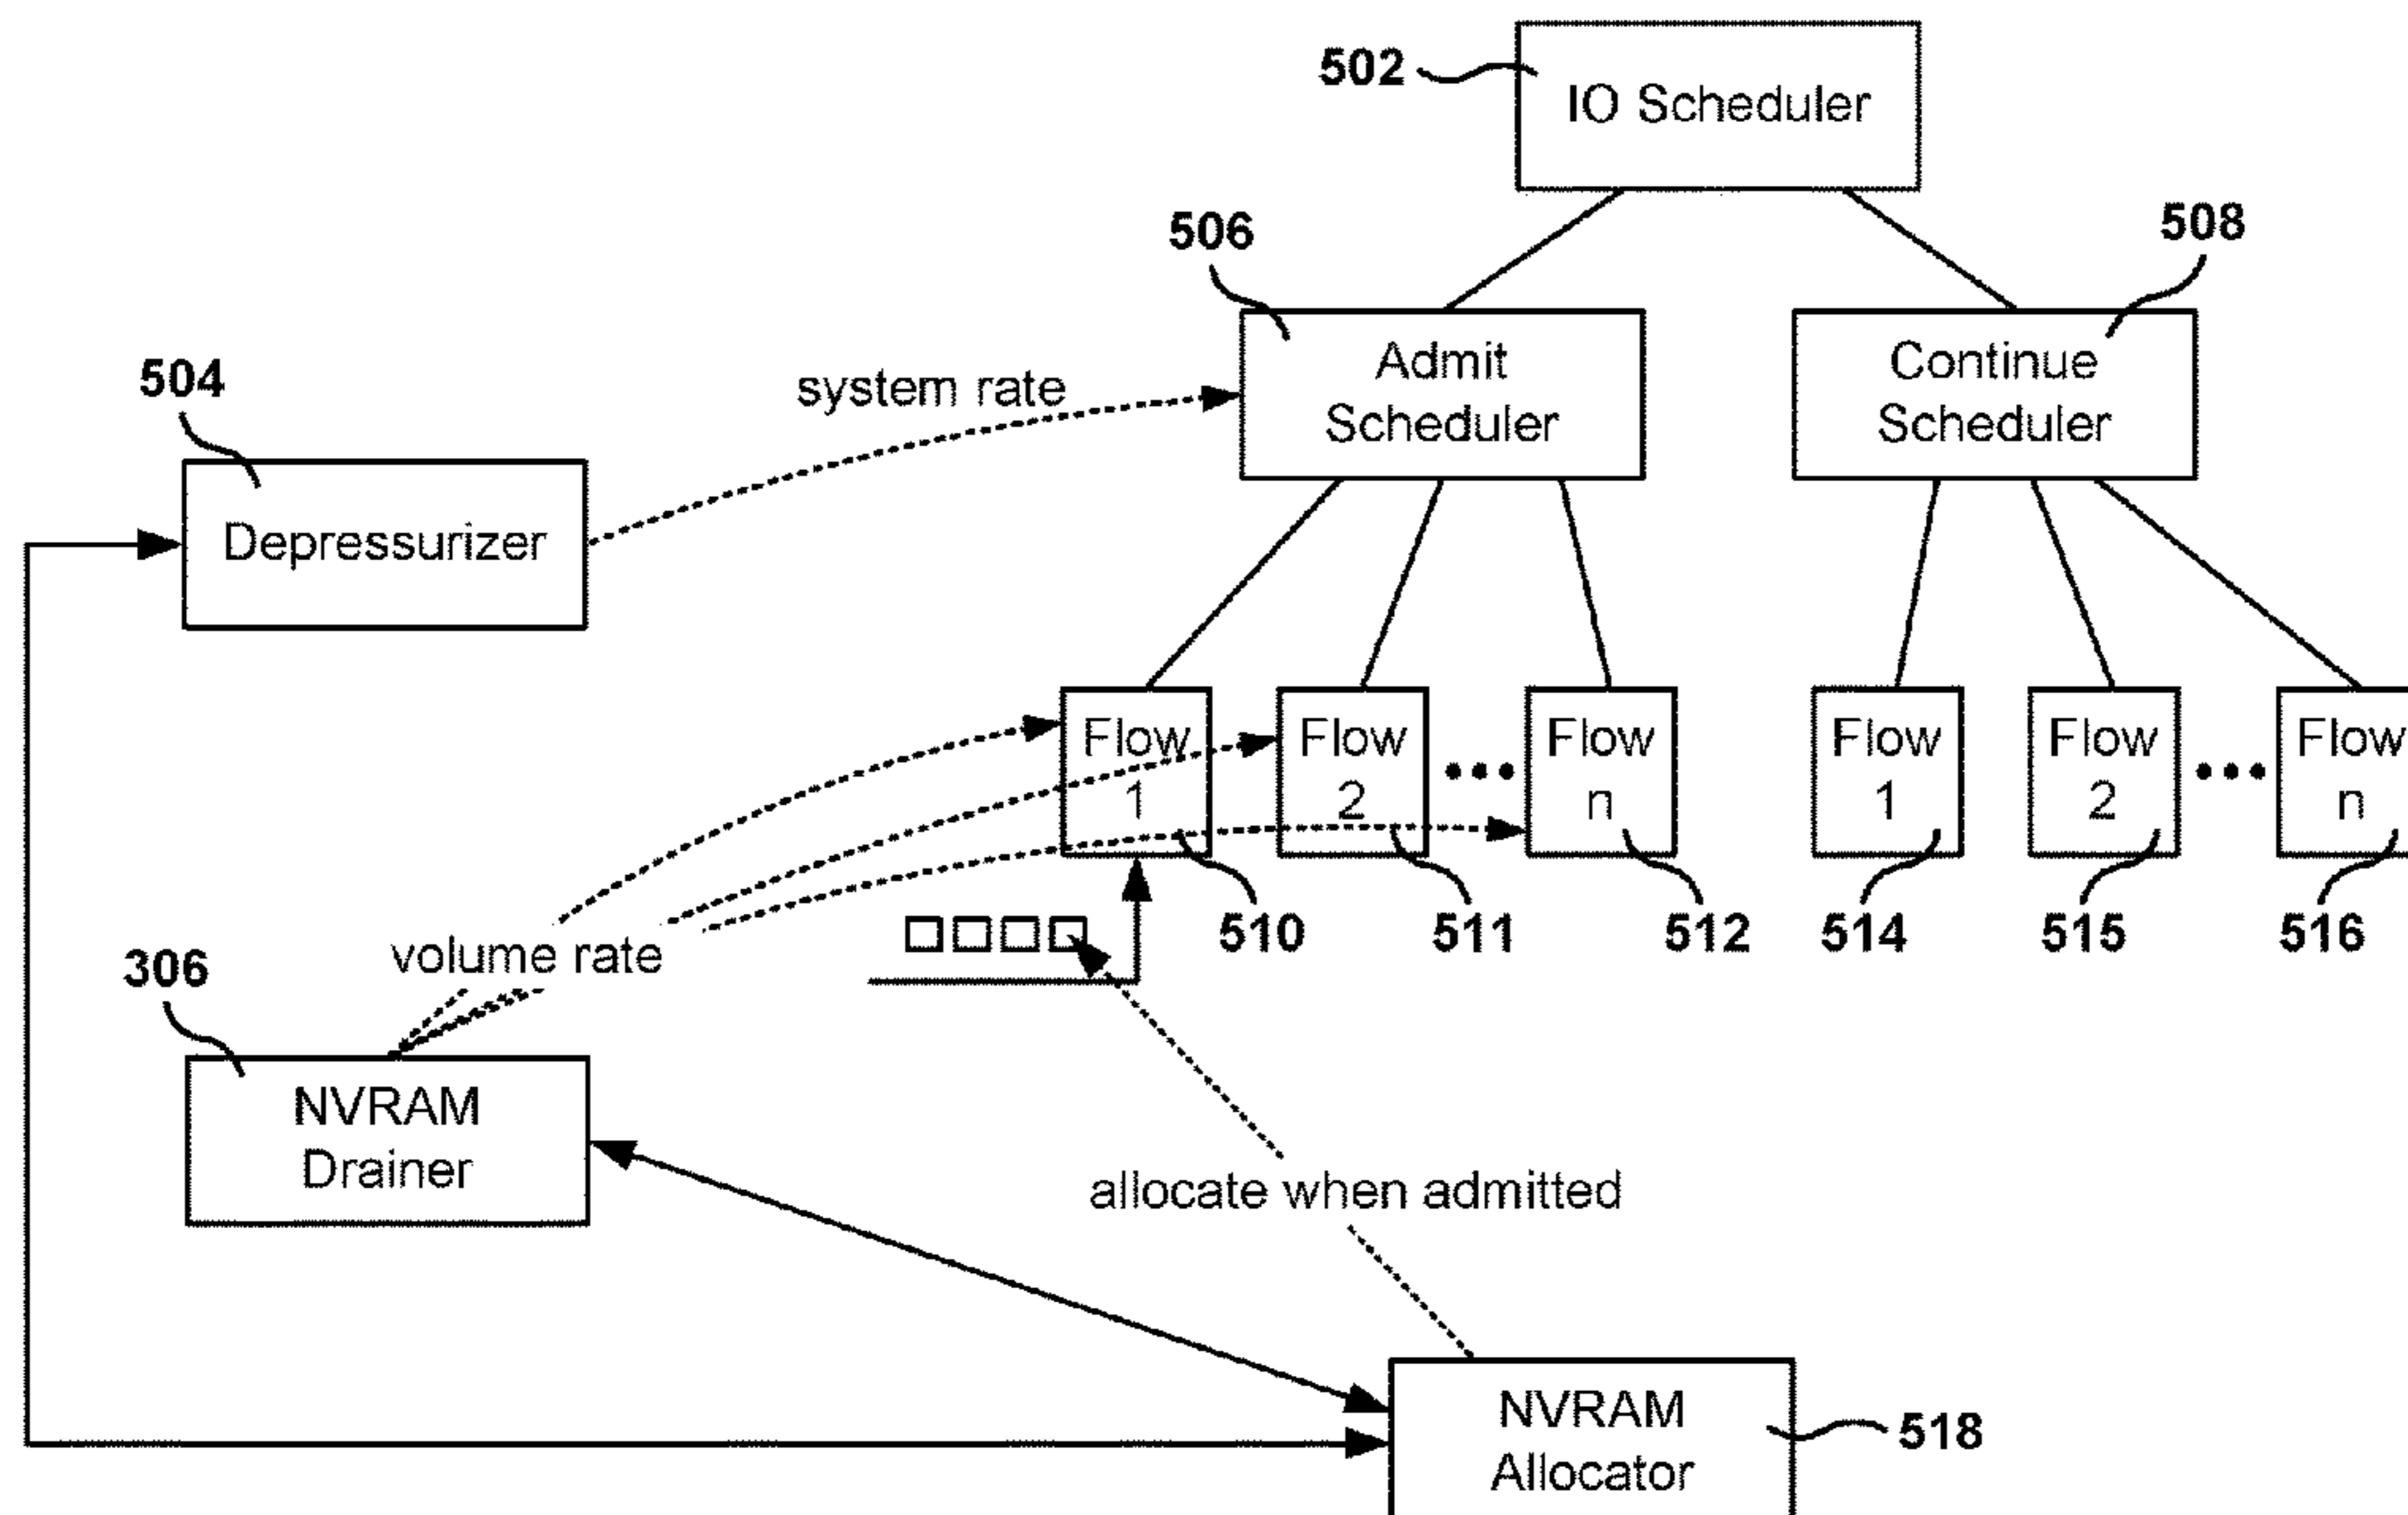 502
IO Scheduler
506
508
504
system rate
Admit
Scheduler
Continue
Scheduler
Depressurizer
Flow
1
Flow
2
Flow
n
Flow
1
Flow
2
Flow
n
510
511
512
514
515
516
306
volume rate
NVRAM
Drainer
allocate when admitted
NVRAM
Allocator
518